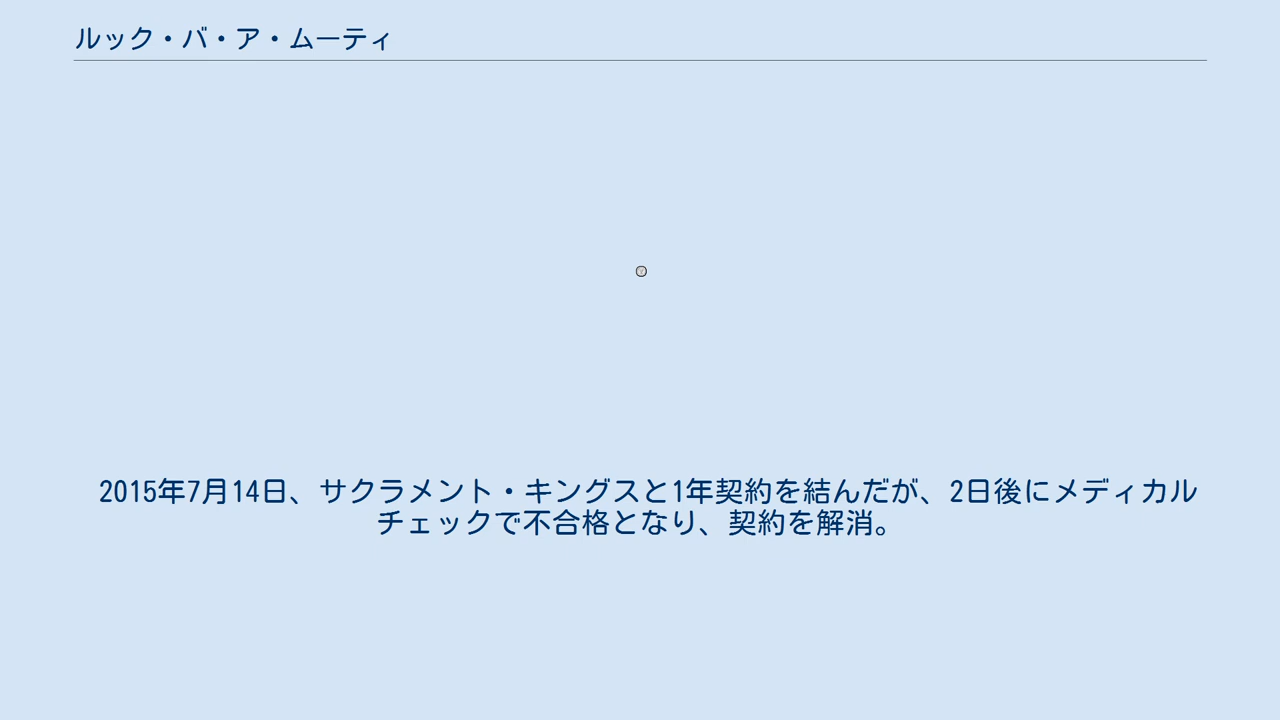 ルック・バ・ア・ムーティ
2015年7月14日、サクラメント・キングスと1年契約を結んだが、2日後にメディカル
チェックで不合格となり、契約を解消。